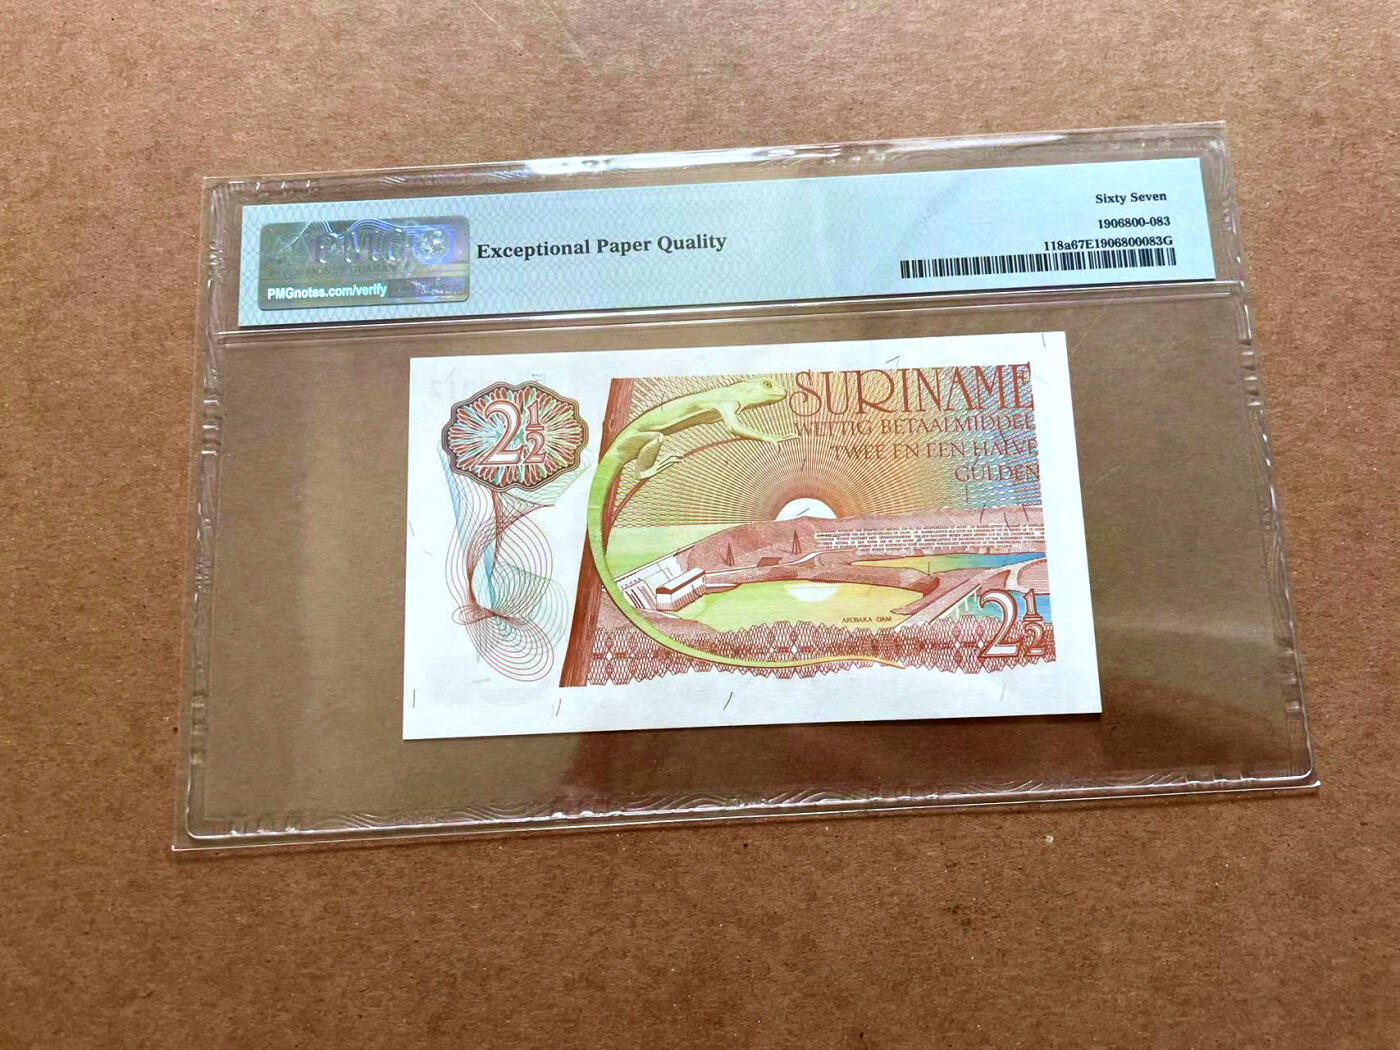 Sixty Seven
1906800-083
118a67E1906800083G
PMG
PMGnotes.com/verify
Exceptional Paper Quality
2½
SURINAME
WETTIG BETAALMIDDEL
TWEE EN EEN HALVE
GULDEN
AFOBAKA DAM
2½